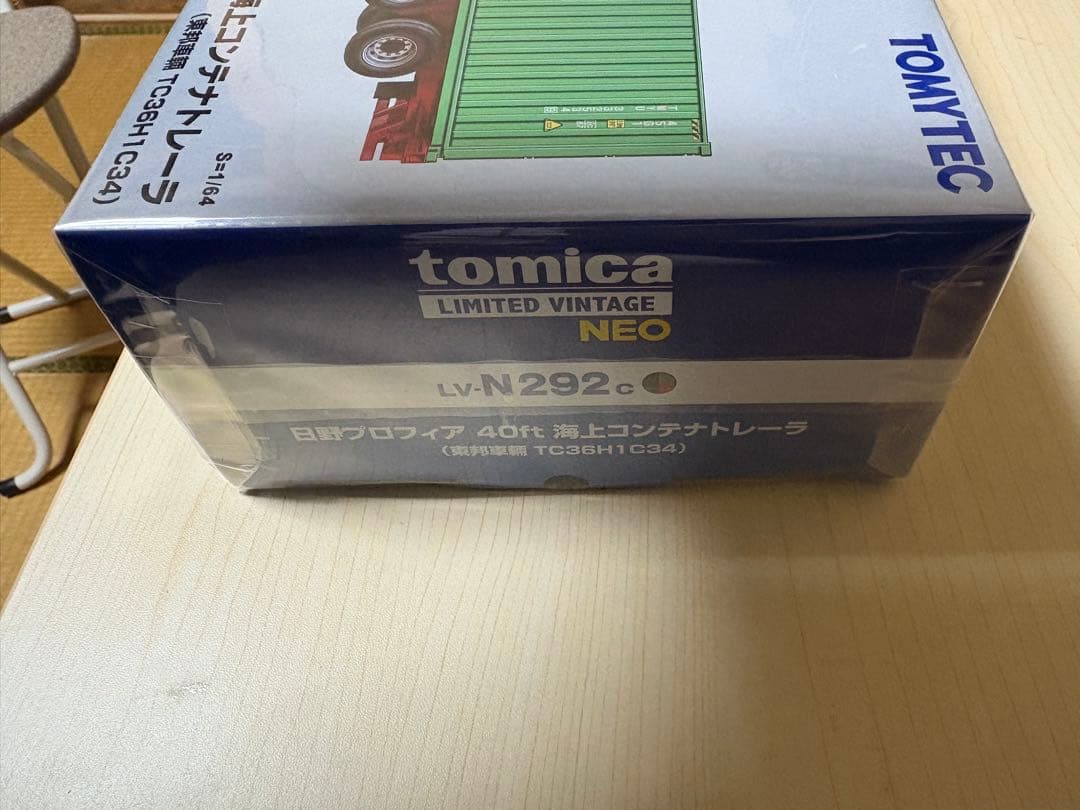 TOMYTEC
海上コンテナトレーラ
S=1/64
(東邦車輛 TC36H1C34)
tomica
LIMITED VINTAGE
NEO
LV-N292c
日野プロフィア 40ft 海上コンテナトレーラ
(東邦車輛 TC36H1C34)